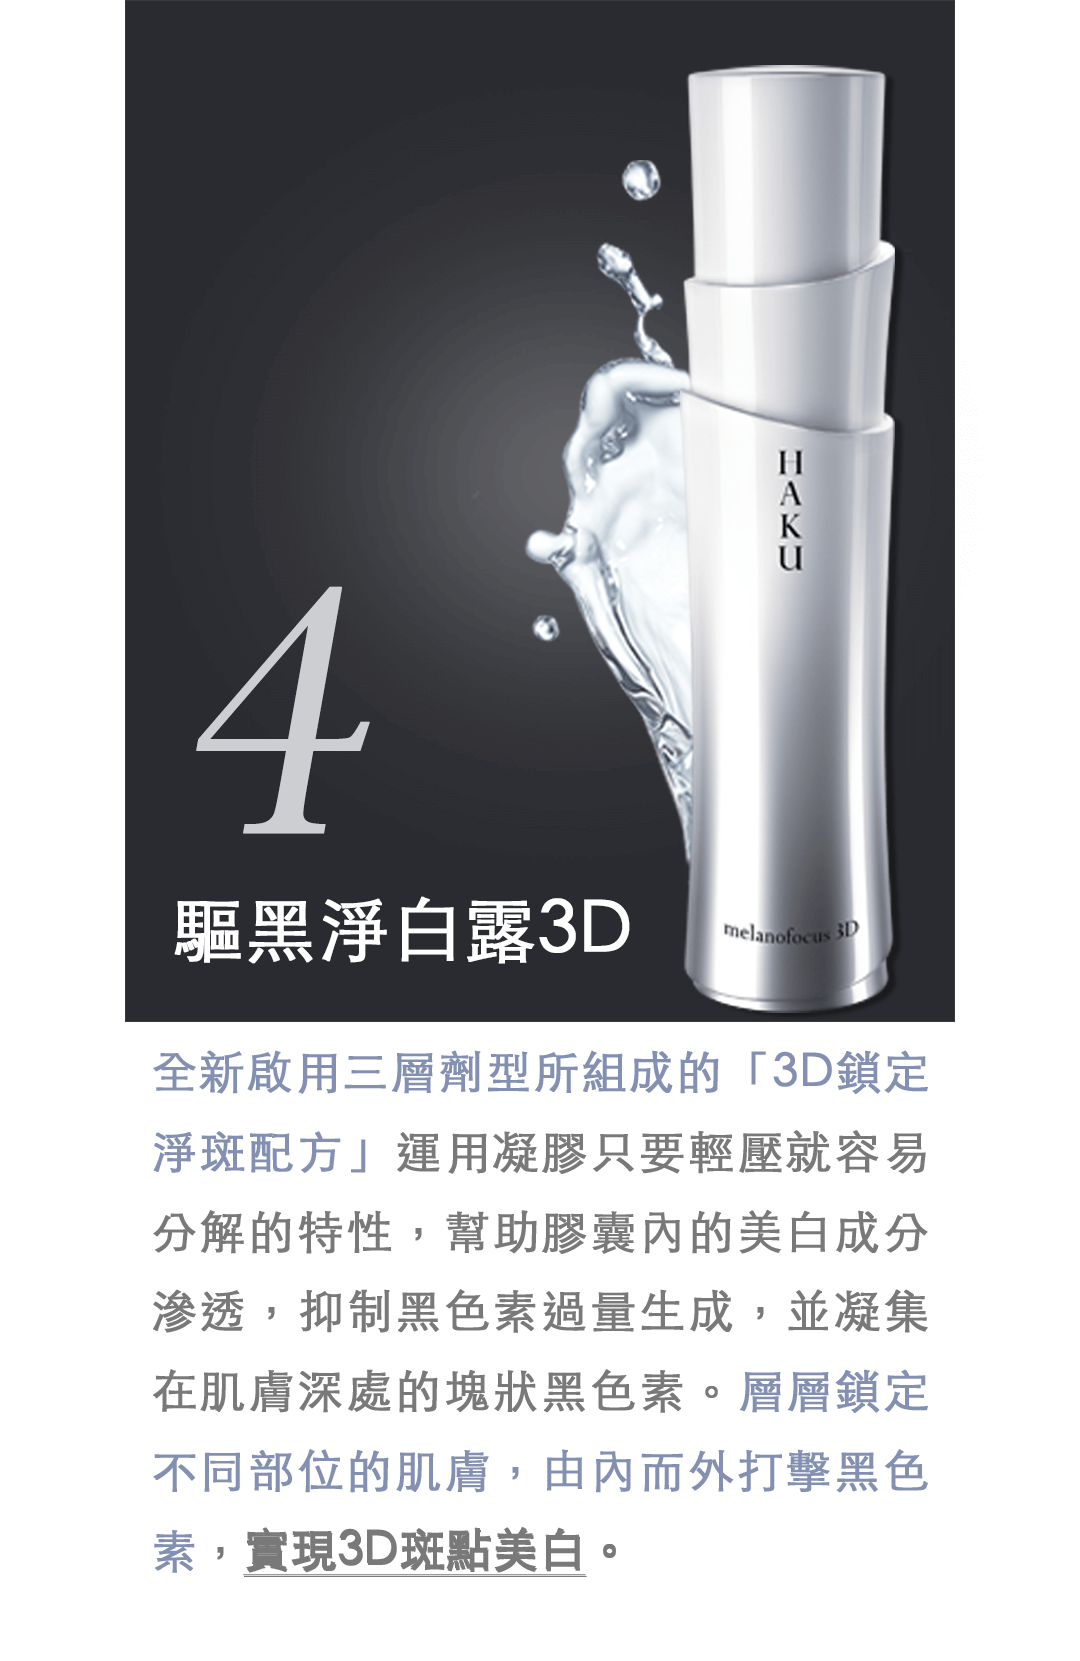 H
A
K
U
4
melanofocus 3D
驅黑淨白露3D
全新啟用三層劑型所組成的「3D鎖定
淨斑配方」運用凝膠只要輕壓就容易
分解的特性，幫助膠囊內的美白成分
滲透，抑制黑色素過量生成，並凝集
在肌膚深處的塊狀黑色素。層層鎖定
不同部位的肌膚，由內而外打擊黑色
素，實現3D斑點美白。